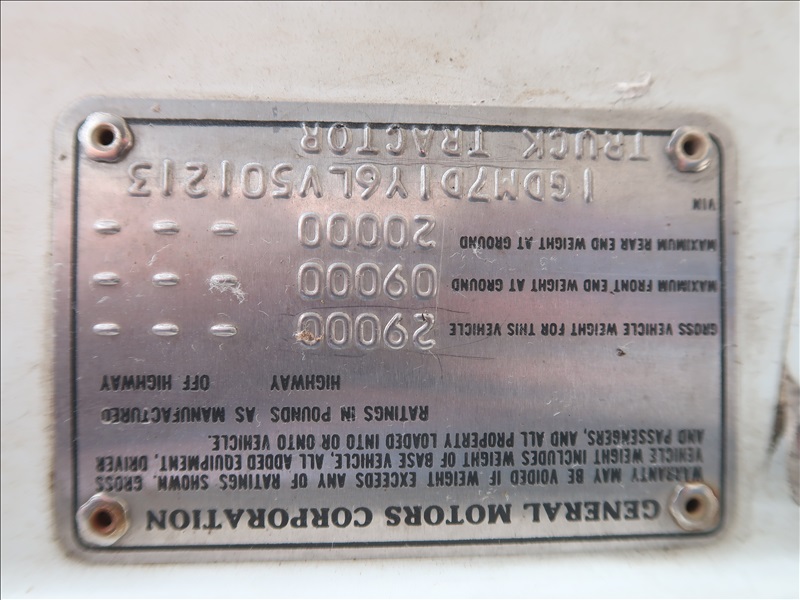 GENERAL MOTORS CORPORATION
WARRANTY MAY BE VOIDED IF WEIGHT EXCEEDS ANY OF RATINGS SHOWN. GROSS
VEHICLE WEIGHT INCLUDES WEIGHT OF BASE VEHICLE, ALL ADDED EQUIPMENT, DRIVER
AND PASSENGERS, AND ALL PROPERTY LOADED INTO OR ONTO VEHICLE.
RATINGS IN POUNDS AS MANUFACTURED
HIGHWAY OFF HIGHWAY
GROSS VEHICLE WEIGHT FOR THIS VEHICLE 29000 - - -
MAXIMUM FRONT END WEIGHT AT GROUND 09000 - - -
MAXIMUM REAR END WEIGHT AT GROUND 20000 - - -
VIN 1GDM7D1Y6LV501213
TRUCK TRACTOR